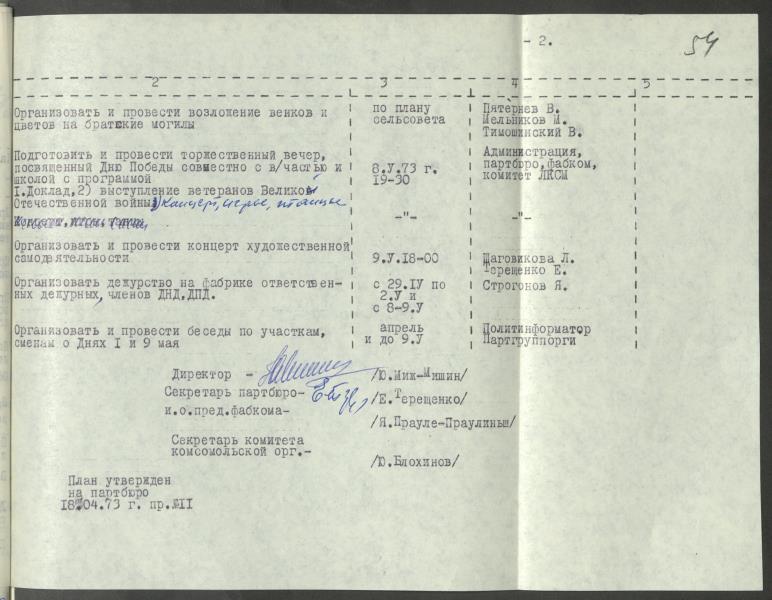 - 2.
54
2 3 4 5
Организовать и провести возложение венков и
цветов на братские могилы
по плану
сельсовета
Пятернев В.
Мельников М.
Тимошинский В.
Подготовить и провести торжественный вечер,
посвященный Дню Победы совместно с в/частью и
школой с программой
I.Доклад,2) выступление ветеранов Великой
Отечественной войны, 3) концерт, игры, танцы
8.У.73 г.
19-30
Администрация,
партбюро,фабком,
комитет ЛКСМ
-"- -"-
Организовать и провести концерт художественной
самодеятельности
9.У.18-00
Шаговикова Л.
Терещенко Е.
Организовать дежурство на фабрике ответствен-
ных дежурных, членов ДНД,ДПД.
с 29.IУ по
2.У и
с 8-9.У
Строгонов Я.
Организовать и провести беседы по участкам,
сменам о Днях I и 9 мая
апрель
и до 9.У
Политинформатор
Партгруппорги
Директор - /Ю.Миж-Мишин/
Секретарь партбюро- /Е.Терещенко/
и.о.пред.фабкома-
/Я.Прауле-Праулиньш/
Секретарь комитета
комсомольской орг.-
/Ю.Блохинов/
План утвержден
на партбюро
18.04.73 г. пр.№II